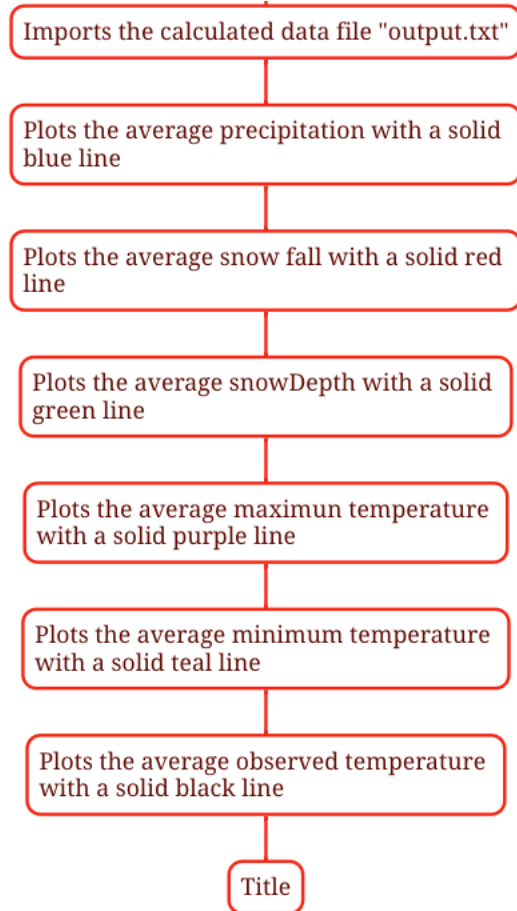 Imports the calculated data file "output.txt"
Plots the average precipitation with a solid
blue line
Plots the average snow fall with a solid red
line
Plots the average snowDepth with a solid
green line
Plots the average maximun temperature
with a solid purple line
Plots the average minimum temperature
with a solid teal line
Plots the average observed temperature
with a solid black line
Title